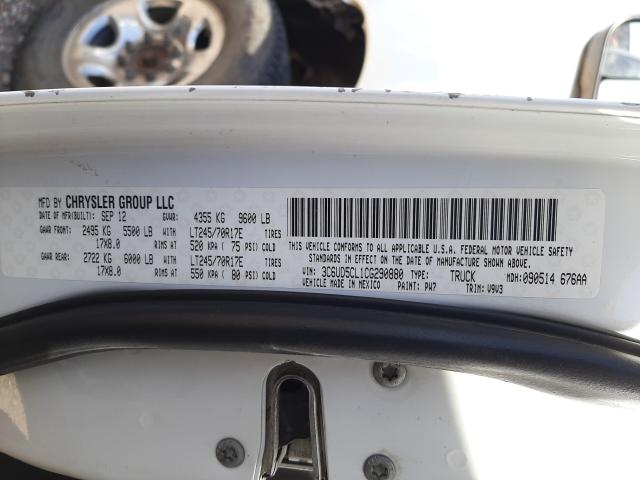 MFD BY CHRYSLER GROUP LLC
DATE OF MFR(BUILT): SEP 12 GVWR: 4355 KG 9600 LB
GAWR FRONT: 2495 KG 5500 LB WITH LT245/70R17E TIRES
17X8.0 RIMS AT 520 KPA ( 75 PSI) COLD
GAWR REAR: 2722 KG 6000 LB WITH LT245/70R17E TIRES
17X8.0 RIMS AT 550 KPA ( 80 PSI) COLD
THIS VEHICLE CONFORMS TO ALL APPLICABLE U.S.A. FEDERAL MOTOR VEHICLE SAFETY
STANDARDS IN EFFECT ON THE DATE OF MANUFACTURE SHOWN ABOVE
VIN: 3C6UD5CL1CG290880 TYPE: TRUCK MDH:090514 676AA
VEHICLE MADE IN MEXICO PAINT: PW7 TRIM: V9V3